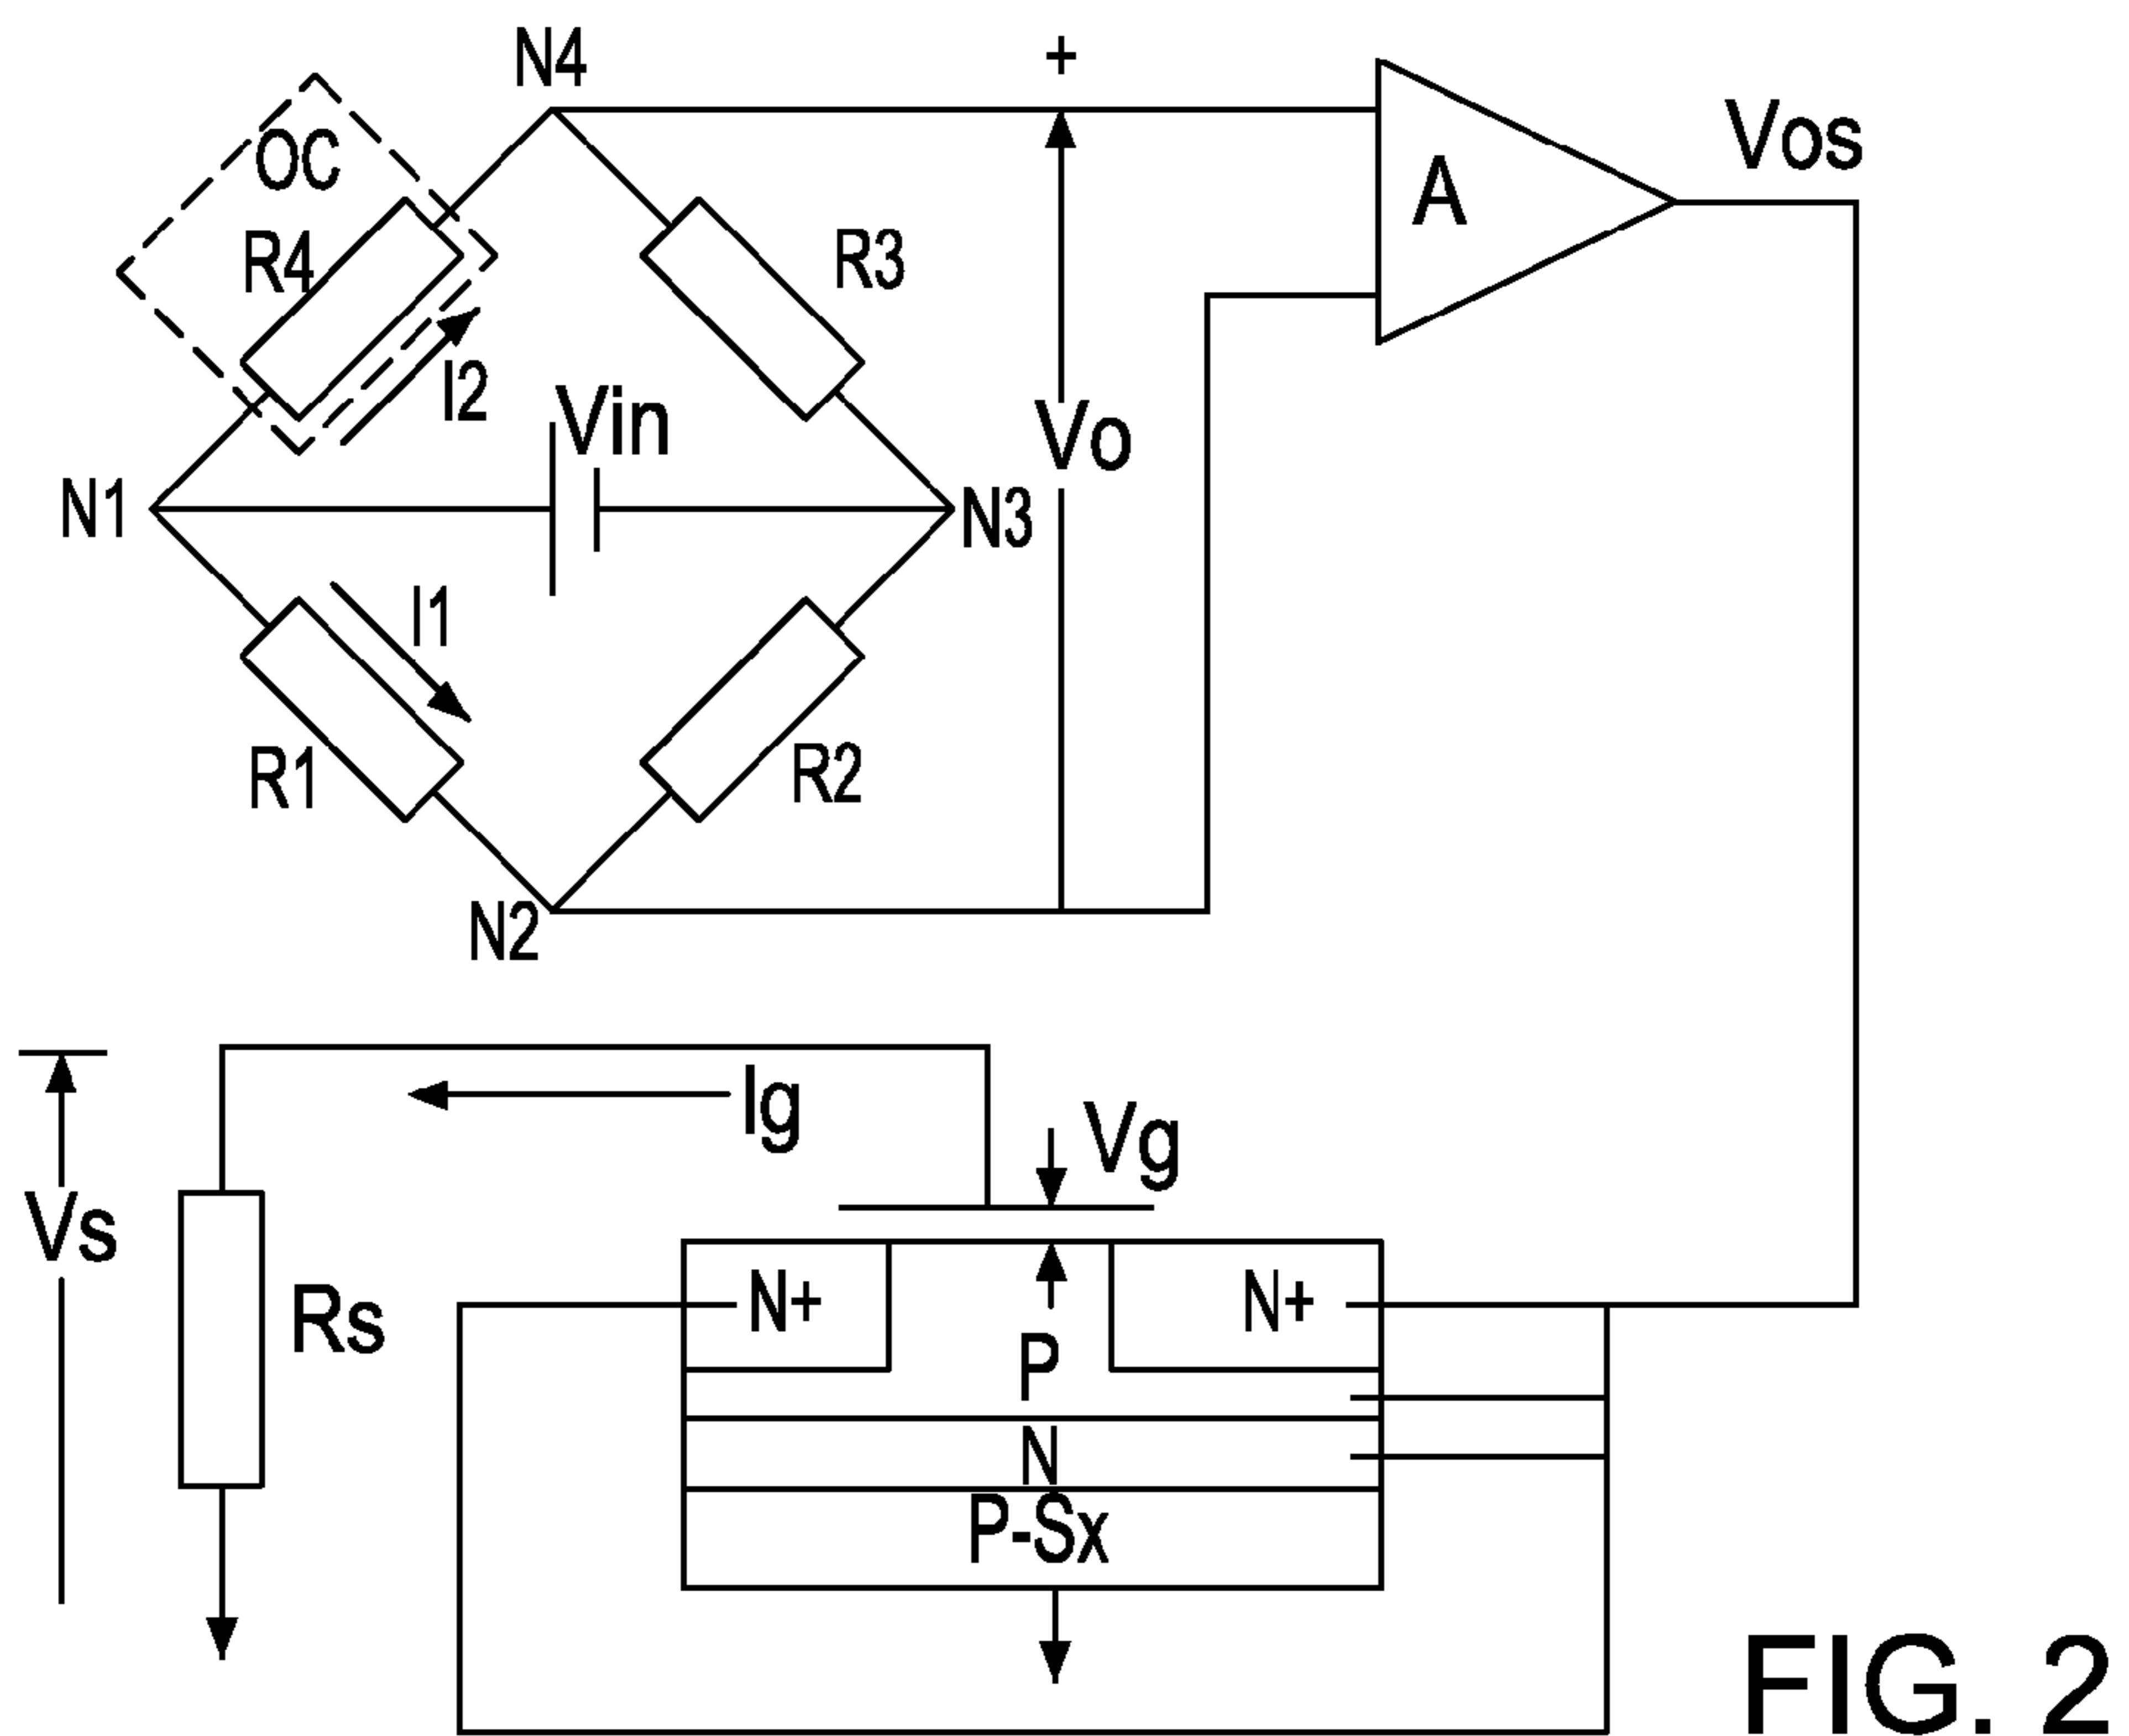 N4
+
OC
Vos
A
R4
R3
I2
Vin
Vo
N1
N3
I1
R1
R2
N2
Ig
Vg
Vs
Rs
N+
N+
P
N
P-Sx
FIG. 2